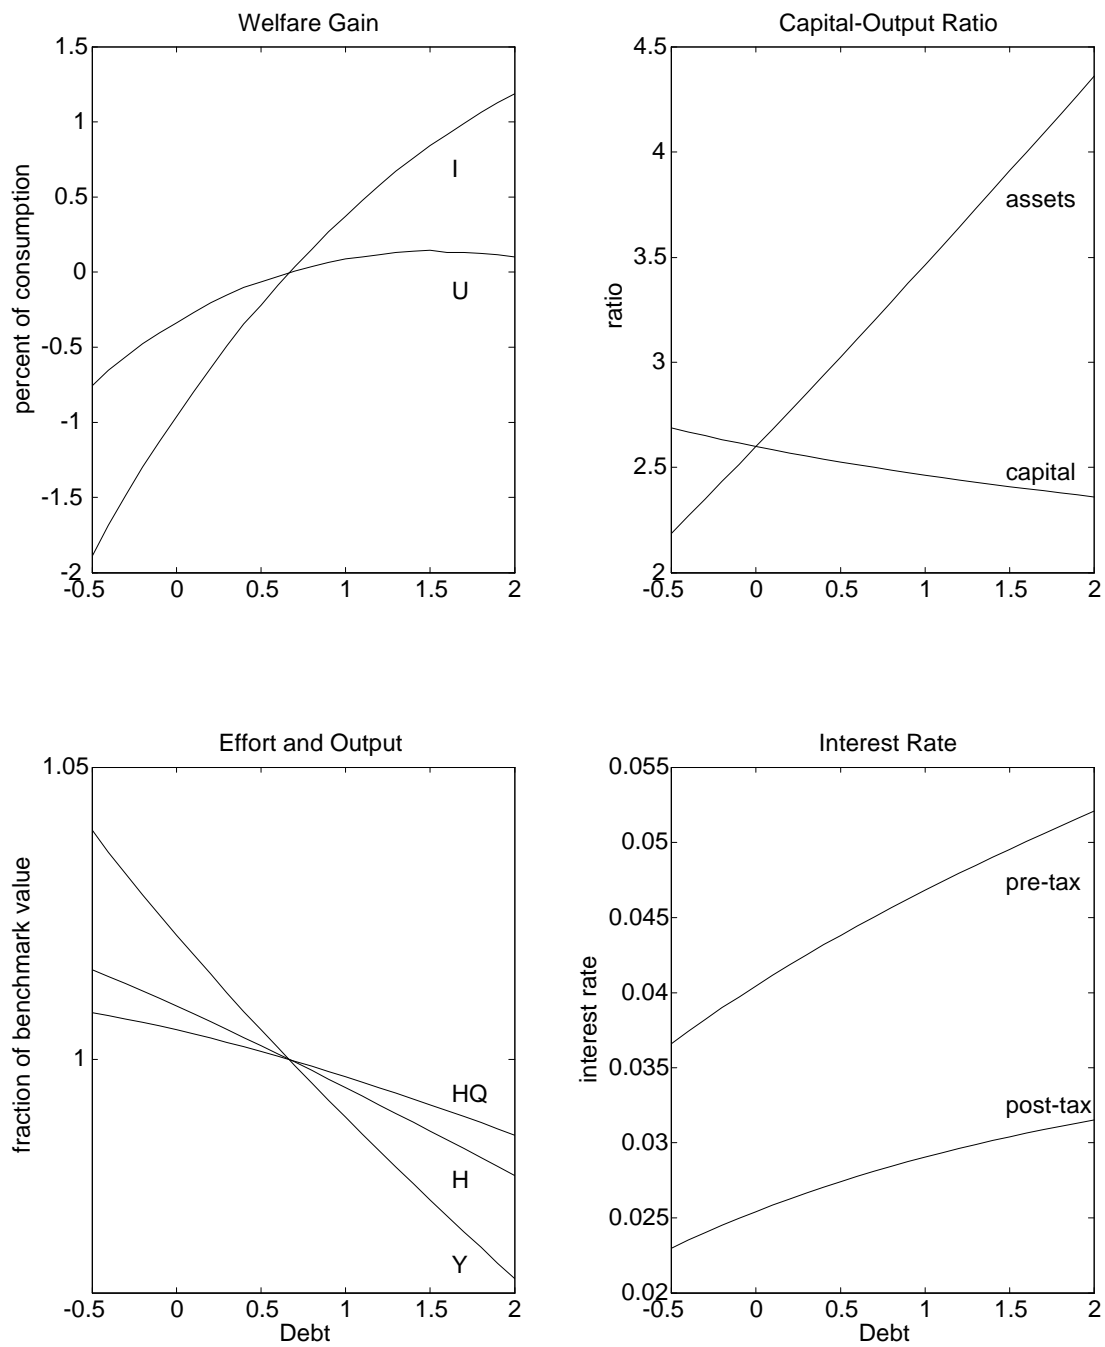 Welfare Gain
1.5
1
0.5
0
-0.5
-1
-1.5
-2
percent of consumption
I
U
-0.5 0 0.5 1 1.5 2
Capital-Output Ratio
4.5
4
3.5
3
2.5
2
ratio
assets
capital
-0.5 0 0.5 1 1.5 2
Effort and Output
1.05
1
fraction of benchmark value
HQ
H
Y
-0.5 0 0.5 1 1.5 2
Debt
Interest Rate
0.055
0.05
0.045
0.04
0.035
0.03
0.025
0.02
interest rate
pre-tax
post-tax
-0.5 0 0.5 1 1.5 2
Debt